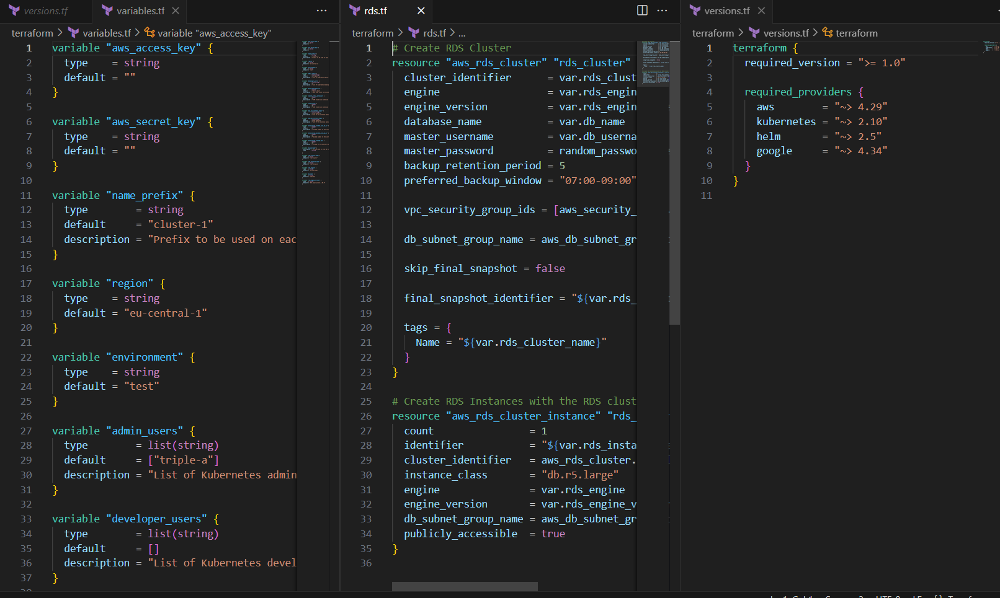 versions.tf
variables.tf
terraform > variables.tf > variable "aws_access_key"
1 variable "aws_access_key" {
2 type = string
3 default = ""
4 }
5
6 variable "aws_secret_key" {
7 type = string
8 default = ""
9 }
10
11 variable "name_prefix" {
12 type = string
13 default = "cluster-1"
14 description = "Prefix to be used on eac
15 }
16
17 variable "region" {
18 type = string
19 default = "eu-central-1"
20 }
21
22 variable "environment" {
23 type = string
24 default = "test"
25 }
26
27 variable "admin_users" {
28 type = list(string)
29 default = ["triple-a"]
30 description = "List of Kubernetes admin
31 }
32
33 variable "developer_users" {
34 type = list(string)
35 default = []
36 description = "List of Kubernetes devel
37 }
rds.tf
terraform > rds.tf > ...
1 # Create RDS Cluster
2 resource "aws_rds_cluster" "rds_cluster"
3 cluster_identifier = var.rds_clust
4 engine = var.rds_engin
5 engine_version = var.rds_engin
6 database_name = var.db_name
7 master_username = var.db_userna
8 master_password = random_passwo
9 backup_retention_period = 5
10 preferred_backup_window = "07:00-09:00"
11
12 vpc_security_group_ids = [aws_security_
13
14 db_subnet_group_name = aws_db_subnet_gr
15
16 skip_final_snapshot = false
17
18 final_snapshot_identifier = "${var.rds_
19
20 tags = {
21 Name = "${var.rds_cluster_name}"
22 }
23 }
24
25 # Create RDS Instances with the RDS clust
26 resource "aws_rds_cluster_instance" "rds_
27 count = 1
28 identifier = "${var.rds_insta
29 cluster_identifier = aws_rds_cluster.
30 instance_class = "db.r5.large"
31 engine = var.rds_engine
32 engine_version = var.rds_engine_v
33 db_subnet_group_name = aws_db_subnet_gr
34 publicly_accessible = true
35 }
36
versions.tf
terraform > versions.tf > terraform
1 terraform {
2 required_version = ">= 1.0"
3
4 required_providers {
5 aws = "~> 4.29"
6 kubernetes = "~> 2.10"
7 helm = "~> 2.5"
8 google = "~> 4.34"
9 }
10 }
11